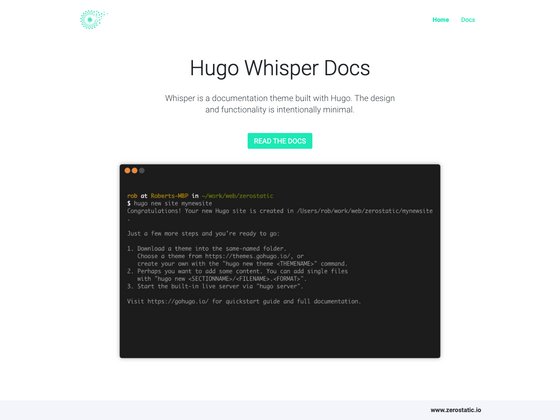 Home Docs
Hugo Whisper Docs
Whisper is a documentation theme built with Hugo. The design
and functionality is intentionally minimal.
READ THE DOCS
rob at Roberts-MBP in ~/work/web/zerostatic
$ hugo new site mynewsite
Congratulations! Your new Hugo site is created in /Users/rob/work/web/zerostatic/mynewsite
.
Just a few more steps and you're ready to go:
1. Download a theme into the same-named folder.
Choose a theme from https://themes.gohugo.io/, or
create your own with the "hugo new theme <THEMENAME>" command.
2. Perhaps you want to add some content. You can add single files
with "hugo new <SECTIONNAME>/<FILENAME>.<FORMAT>".
3. Start the built-in live server via "hugo server".
Visit https://gohugo.io/ for quickstart guide and full documentation.
www.zerostatic.io